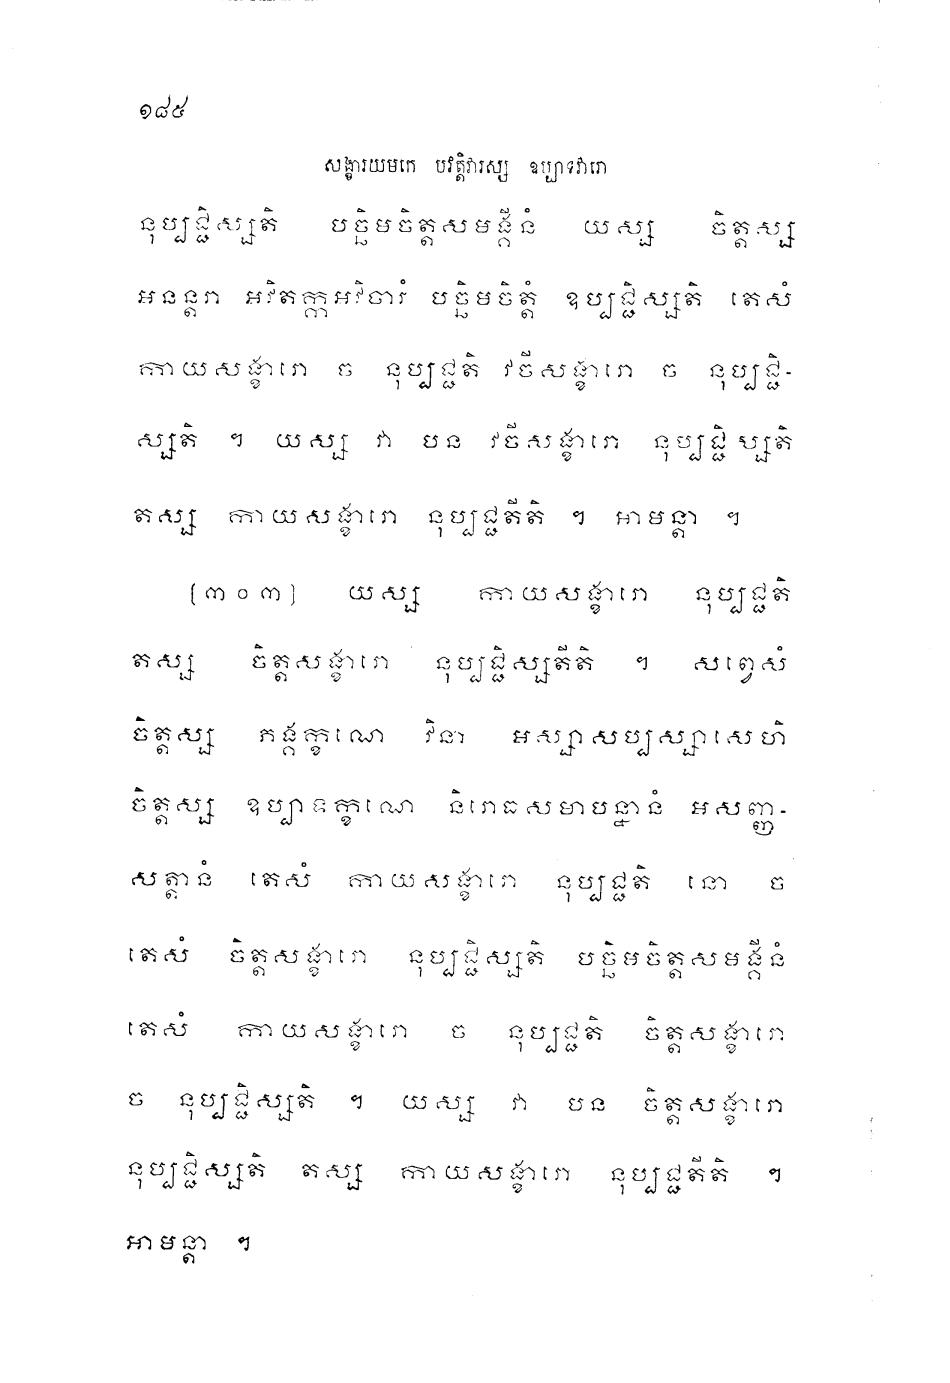 ១៨៥
សង្ខារយមកេ បវត្តិវារស្ស ឧប្បាទវារោ
នុប្បជ្ជិស្សតិ បច្ឆិមចិត្តសមង្គីនំ យស្ស ចិត្តស្ស
អនន្តរា អវិតក្កអវិចារំ បច្ឆិមចិត្តំ ឧប្បជ្ជិស្សតិ តេសំ
កាយសង្ខារោ ច នុប្បជ្ជតិ វចីសង្ខារោ ច នុប្បជ្ជិ-
ស្សតិ ។ យស្ស វា បន វចីសង្ខារោ នុប្បជ្ជិស្សតិ
តស្ស កាយសង្ខារោ នុប្បជ្ជតីតិ ។ អាមន្តា ។
[៣០៣] យស្ស កាយសង្ខារោ នុប្បជ្ជតិ
តស្ស ចិត្តសង្ខារោ នុប្បជ្ជិស្សតីតិ ។ សព្វេសំ
ចិត្តស្ស ភង្គក្ខណេ វិនា អស្សាសប្បស្សាសេហិ
ចិត្តស្ស ឧប្បាទក្ខណេ និរោធសមាបន្នានំ អសញ្ញ-
សត្តានំ តេសំ កាយសង្ខារោ នុប្បជ្ជតិ នោ ច
តេសំ ចិត្តសង្ខារោ នុប្បជ្ជិស្សតិ បច្ឆិមចិត្តសមង្គីនំ
តេសំ កាយសង្ខារោ ច នុប្បជ្ជតិ ចិត្តសង្ខារោ
ច នុប្បជ្ជិស្សតិ ។ យស្ស វា បន ចិត្តសង្ខារោ
នុប្បជ្ជិស្សតិ តស្ស កាយសង្ខារោ នុប្បជ្ជតីតិ ។
អាមន្តា ។